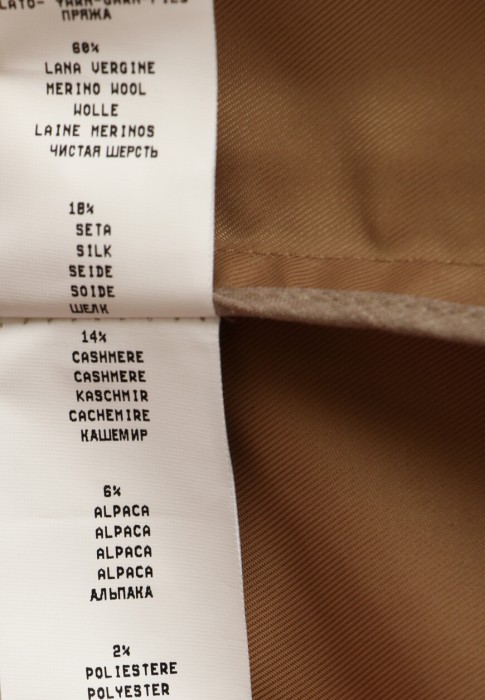 ПРЯЖА
60%
LANA VERGINE
MERINO WOOL
WOLLE
LAINE MERINOS
ЧИСТАЯ ШЕРСТЬ
18%
SETA
SILK
SEIDE
SOIDE
ШЕЛК
14%
CASHMERE
CASHMERE
KASCHMIR
CACHEMIRE
КАШЕМИР
6%
ALPACA
ALPACA
ALPACA
ALPACA
АЛЬПАКА
2%
POLIESTERE
POLYESTER